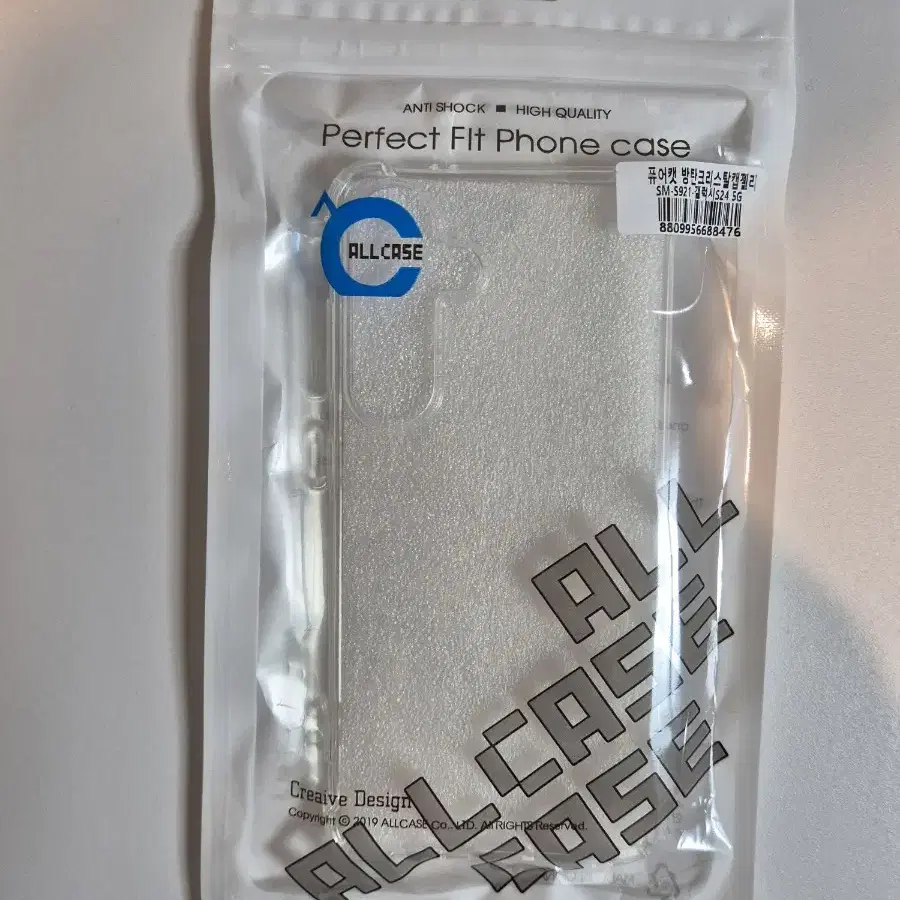 ANTI SHOCK ■ HIGH QUALITY
Perfect FIt Phone case
퓨어캣 방탄크리스탈캡젤리
SM-S921-갤럭시S24 5G
8809956688476
ALLCASE
ALL
CASE
ALLCASE
CASE
Creaive Design
Copyright ⓒ 2019 ALLCASE Co., LTD. All RIGHTS Reserved.